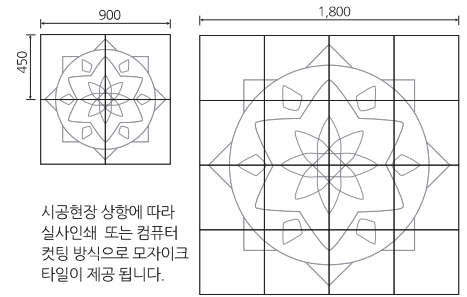 900
1,800
450
시공현장 상항에 따라
실사인쇄 또는 컴퓨터
컷팅 방식으로 모자이크
타일이 제공 됩니다.